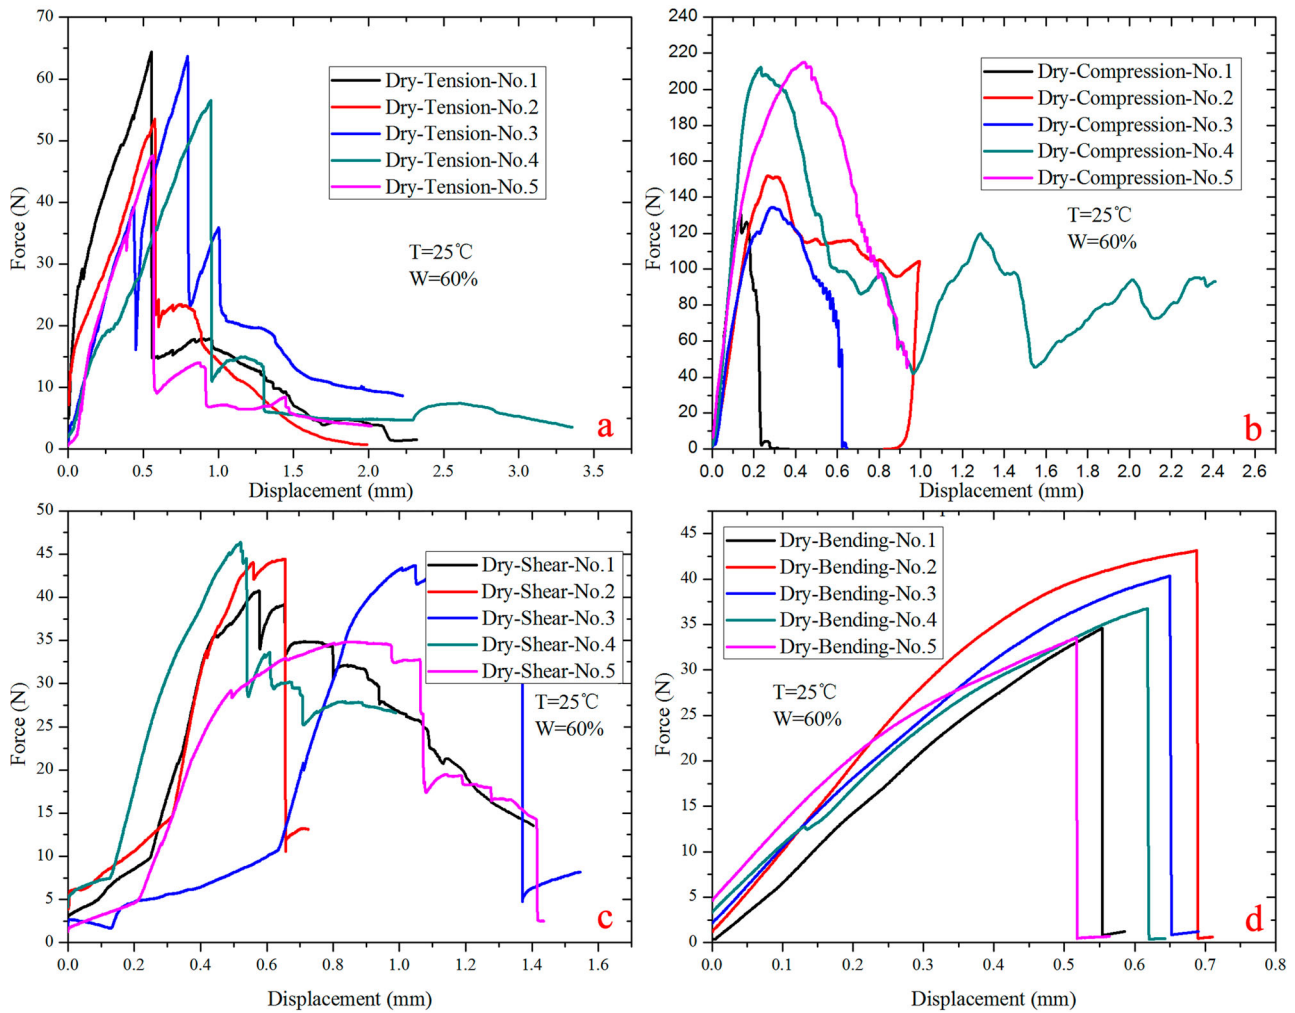 70
60
50
40
30
20
10
0
Force (N)
Dry-Tension-No.1
Dry-Tension-No.2
Dry-Tension-No.3
Dry-Tension-No.4
Dry-Tension-No.5
T=25℃
W=60%
a
0.0 0.5 1.0 1.5 2.0 2.5 3.0 3.5
Displacement (mm)
240
220
200
180
160
140
120
100
80
60
40
20
0
Force (N)
Dry-Compression-No.1
Dry-Compression-No.2
Dry-Compression-No.3
Dry-Compression-No.4
Dry-Compression-No.5
T=25℃
W=60%
b
0.0 0.2 0.4 0.6 0.8 1.0 1.2 1.4 1.6 1.8 2.0 2.2 2.4 2.6
Displacement (mm)
50
45
40
35
30
25
20
15
10
5
0
Force (N)
Dry-Shear-No.1
Dry-Shear-No.2
Dry-Shear-No.3
Dry-Shear-No.4
Dry-Shear-No.5
T=25℃
W=60%
c
0.0 0.2 0.4 0.6 0.8 1.0 1.2 1.4 1.6
Displacement (mm)
45
40
35
30
25
20
15
10
5
0
Force (N)
Dry-Bending-No.1
Dry-Bending-No.2
Dry-Bending-No.3
Dry-Bending-No.4
Dry-Bending-No.5
T=25℃
W=60%
d
0.0 0.1 0.2 0.3 0.4 0.5 0.6 0.7 0.8
Displacement (mm)